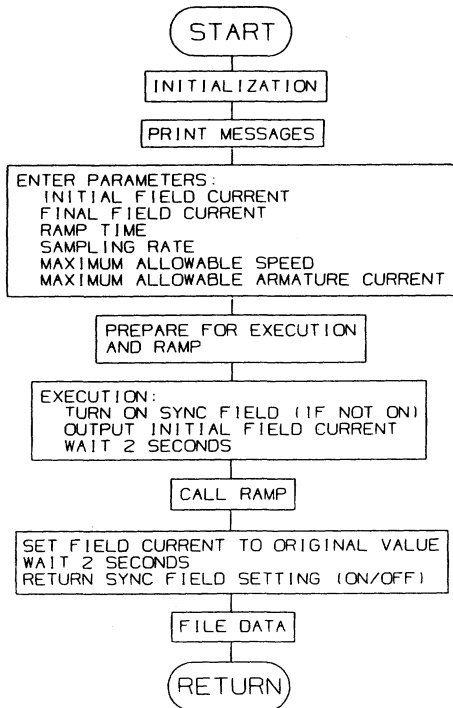 START
INITIALIZATION
PRINT MESSAGES
ENTER PARAMETERS:
INITIAL FIELD CURRENT
FINAL FIELD CURRENT
RAMP TIME
SAMPLING RATE
MAXIMUM ALLOWABLE SPEED
MAXIMUM ALLOWABLE ARMATURE CURRENT
PREPARE FOR EXECUTION
AND RAMP
EXECUTION:
TURN ON SYNC FIELD (IF NOT ON)
OUTPUT INITIAL FIELD CURRENT
WAIT 2 SECONDS
CALL RAMP
SET FIELD CURRENT TO ORIGINAL VALUE
WAIT 2 SECONDS
RETURN SYNC FIELD SETTING (ON/OFF)
FILE DATA
RETURN